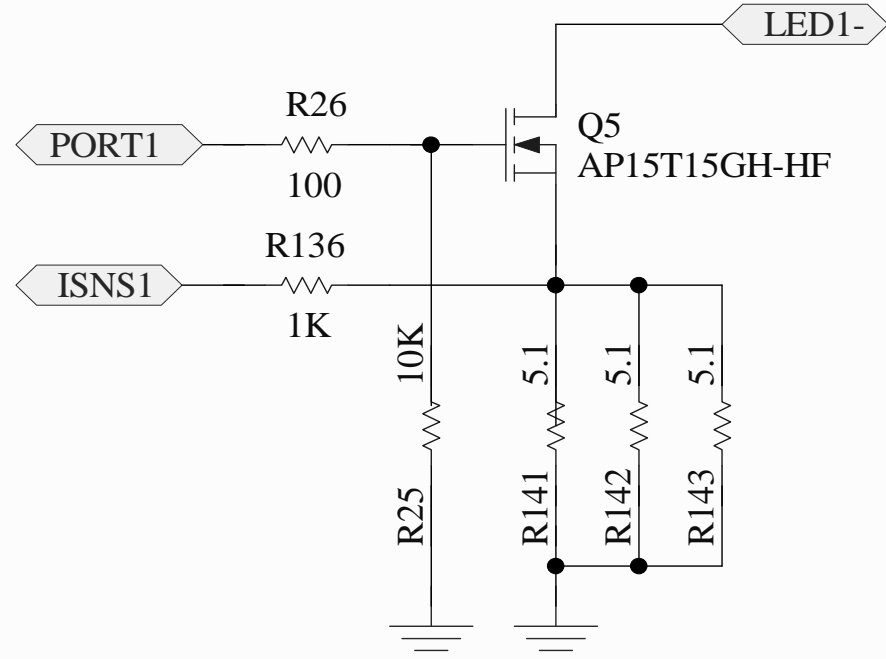 LED1-
R26
PORT1
100
Q5
AP15T15GH-HF
R136
ISNS1
1K
10K
5.1
5.1
5.1
R25
R141
R142
R143